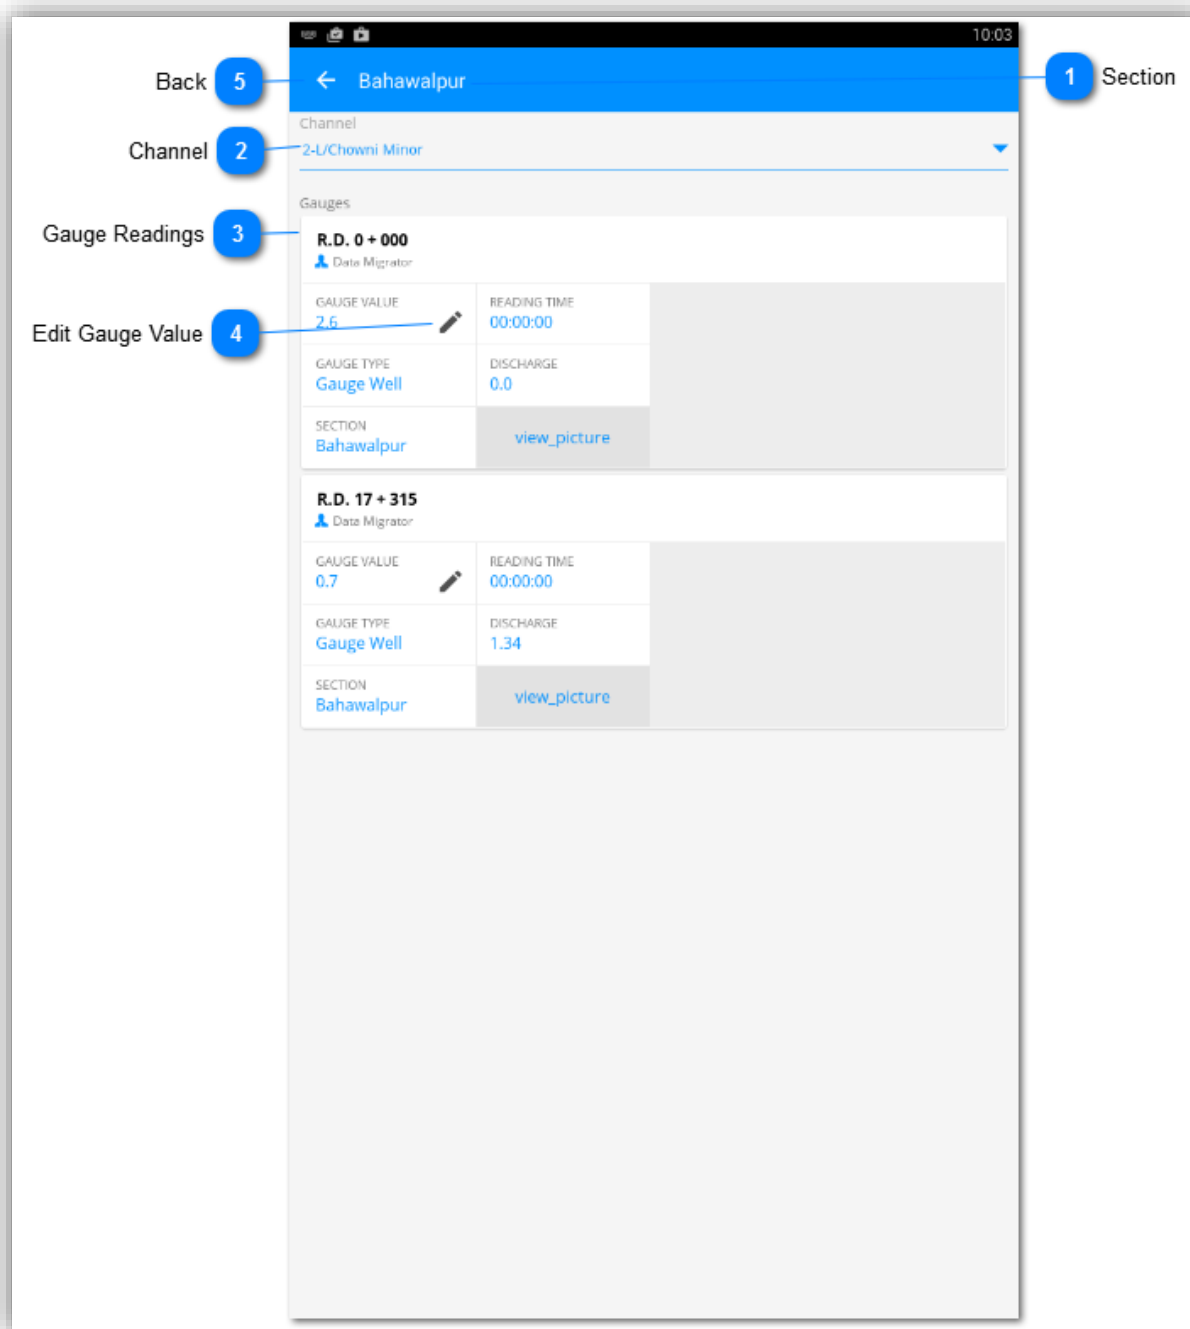 10:03
Back 5
Bahawalpur
1 Section
Channel
Channel 2
2-L/Chowni Minor
Gauges
Gauge Readings 3
R.D. 0 + 000
Data Migrator
GAUGE VALUE READING TIME
2.6 00:00:00
Edit Gauge Value 4
GAUGE TYPE DISCHARGE
Gauge Well 0.0
SECTION
Bahawalpur view_picture
R.D. 17 + 315
Data Migrator
GAUGE VALUE READING TIME
0.7 00:00:00
GAUGE TYPE DISCHARGE
Gauge Well 1.34
SECTION
Bahawalpur view_picture